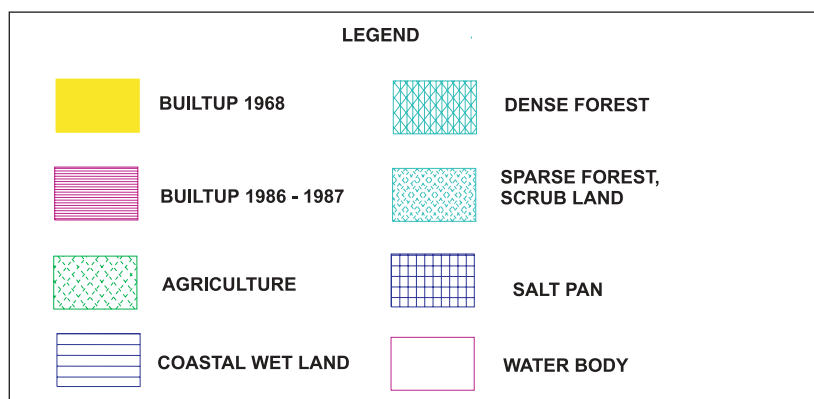 LEGEND
BUILTUP 1968
DENSE FOREST
BUILTUP 1986 - 1987
SPARSE FOREST,
SCRUB LAND
AGRICULTURE
SALT PAN
COASTAL WET LAND
WATER BODY